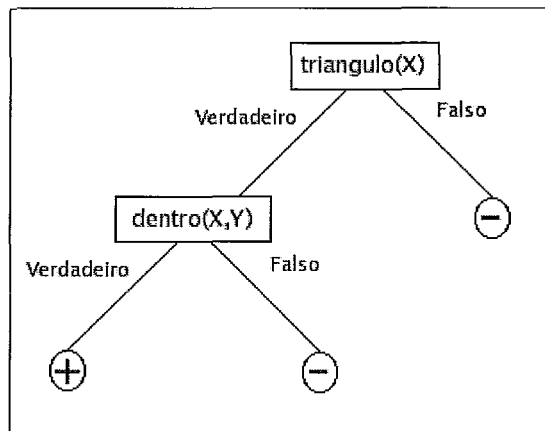 triangulo(X)
Verdadeiro
Falso
dentro(X,Y)
−
Verdadeiro
Falso
+
−